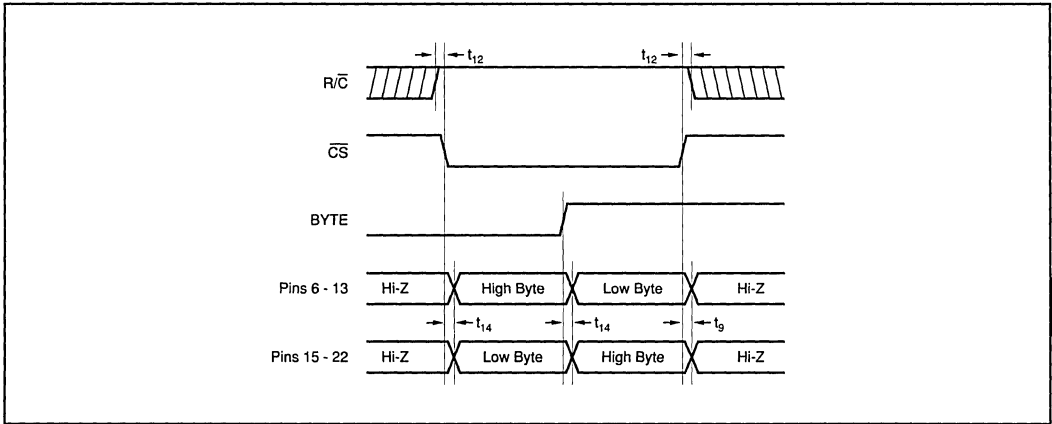 t12 t12
R/C̅
C̅S̅
BYTE
Pins 6 - 13 Hi-Z High Byte Low Byte Hi-Z
t14 t14 t9
Pins 15 - 22 Hi-Z Low Byte High Byte Hi-Z